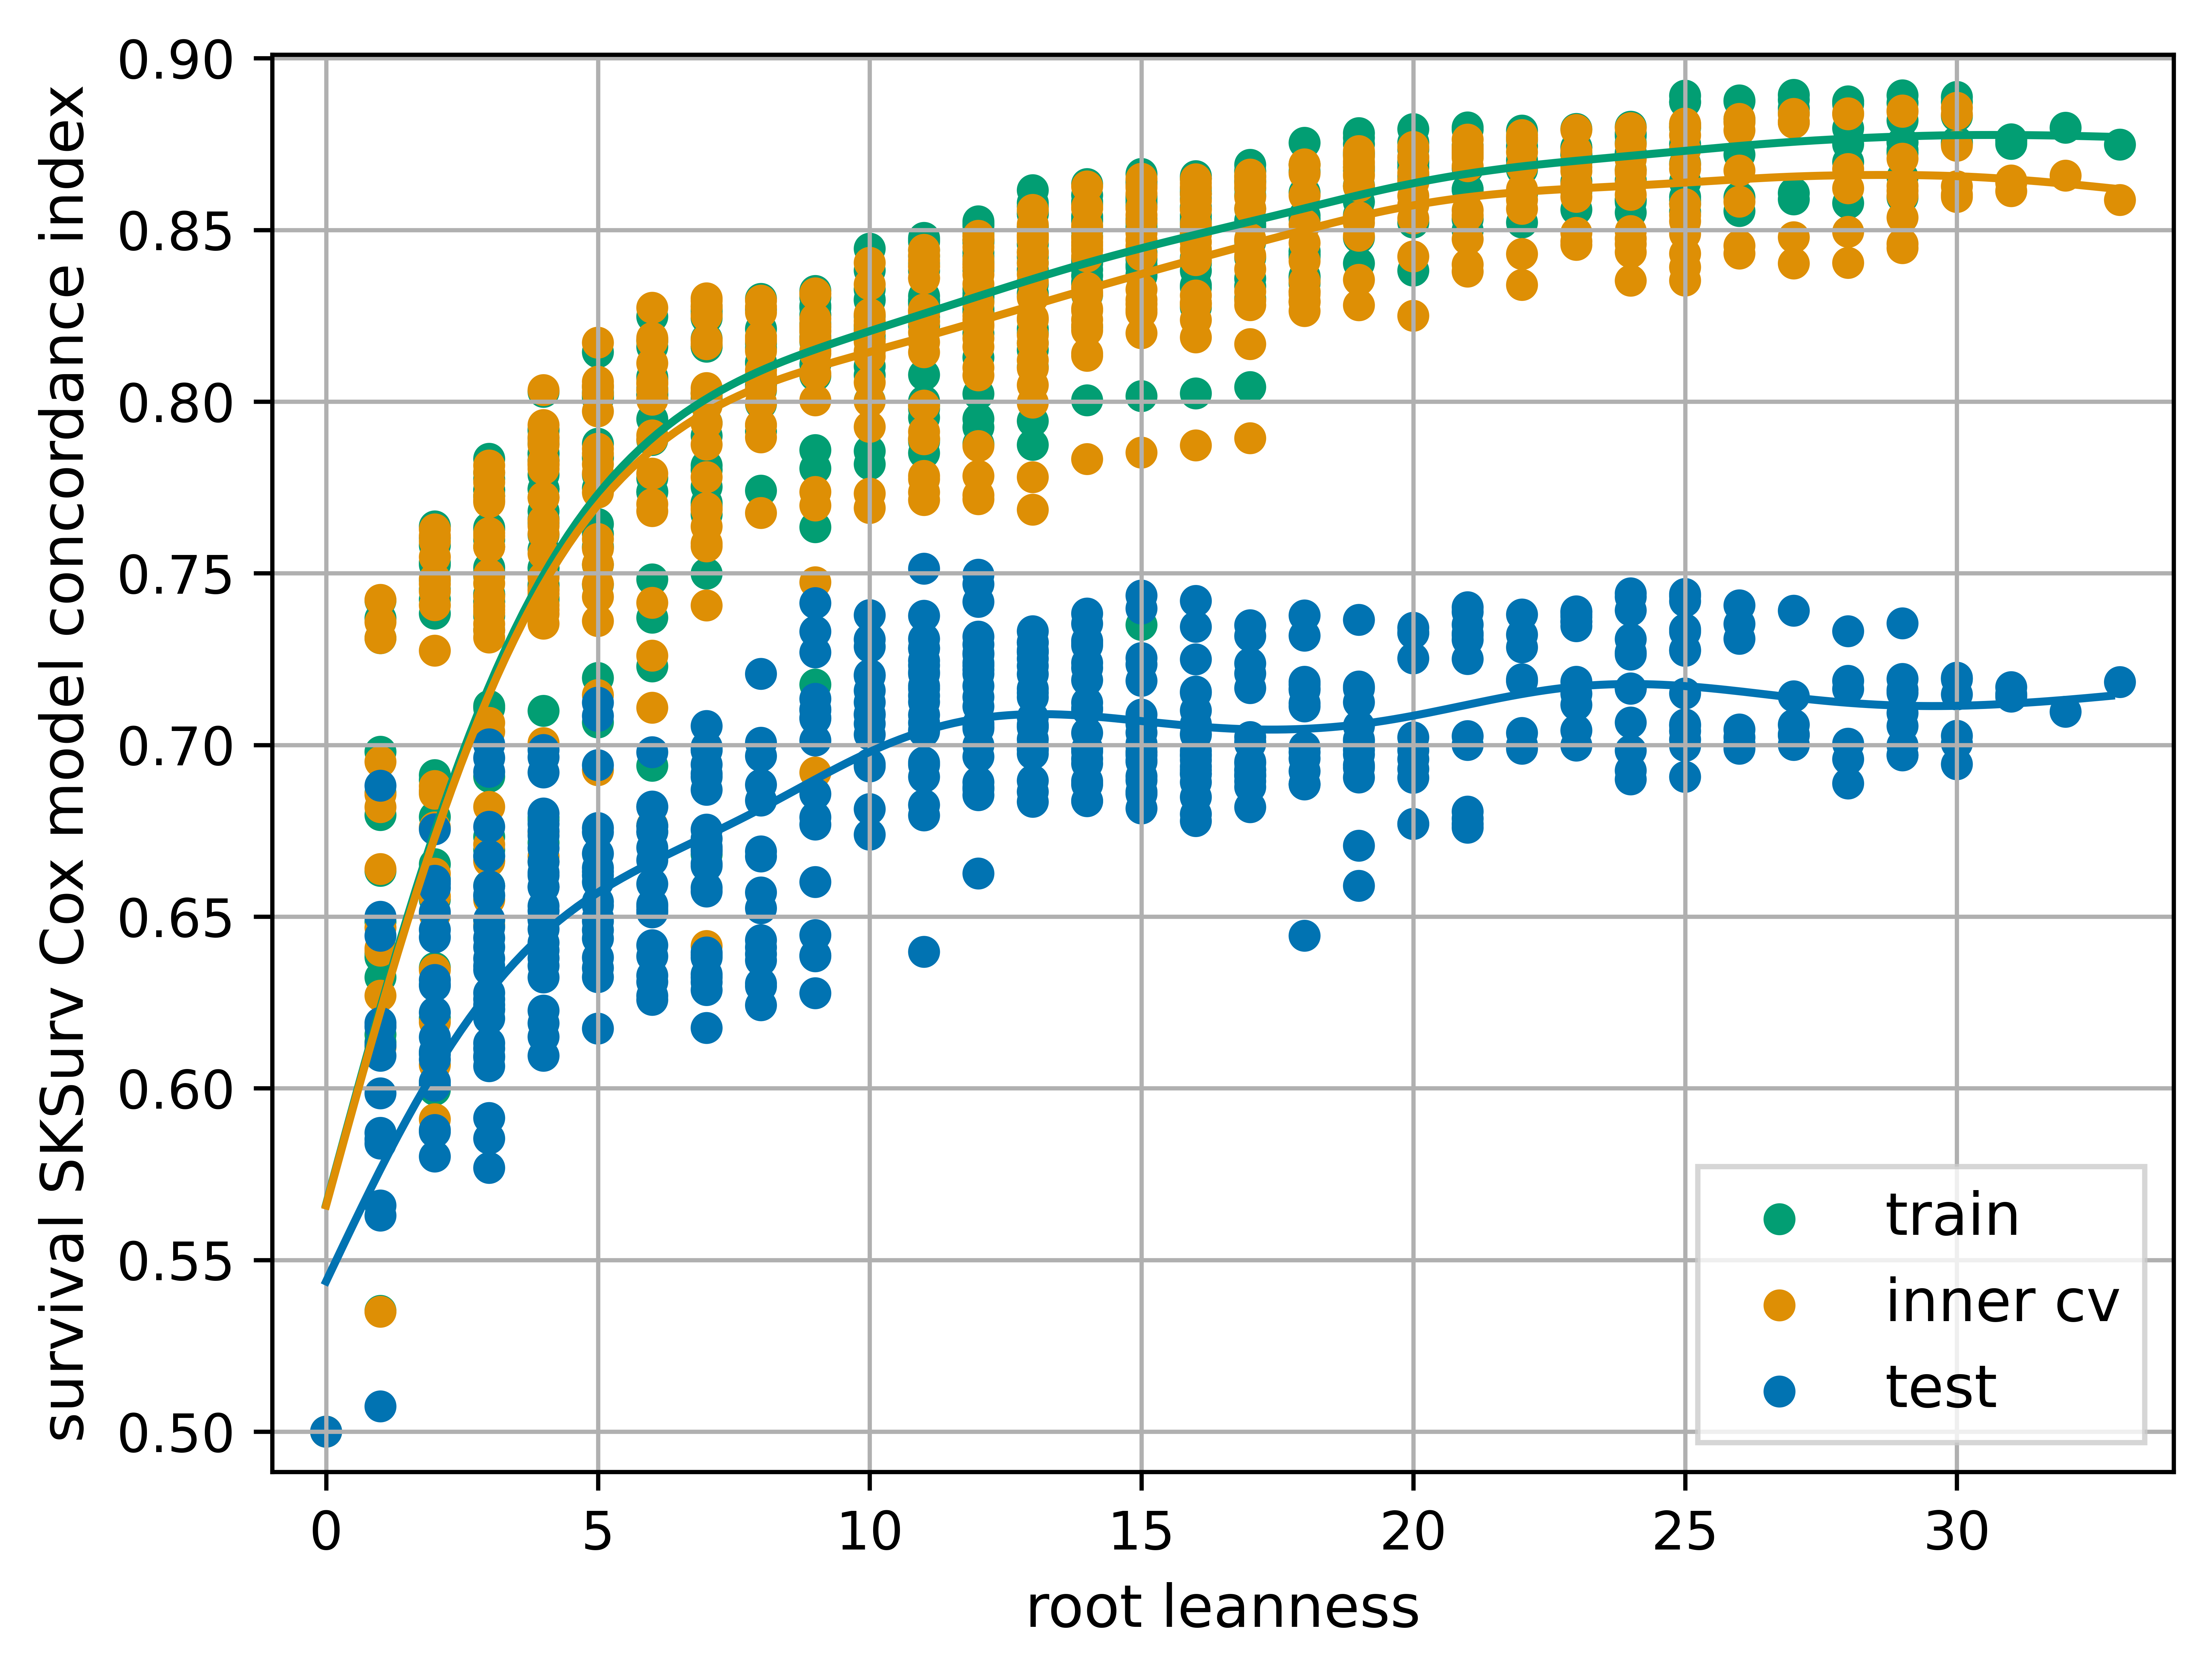 survival SKSurv Cox model concordance index
0.90
0.85
0.80
0.75
0.70
0.65
0.60
0.55
0.50
0 5 10 15 20 25 30
root leanness
train
inner cv
test